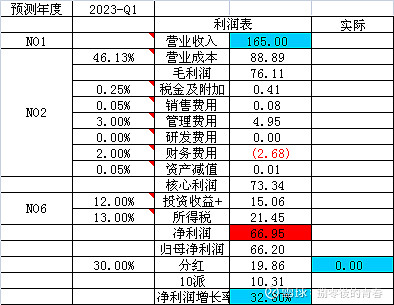 预测年度 2023-Q1
利润表 实际
NO1 营业收入 165.00
46.13% 营业成本 88.89
毛利润 76.11
NO2 0.25% 税金及附加 0.41
0.05% 销售费用 0.08
3.00% 管理费用 4.95
0.00% 研发费用 0.00
2.00% 财务费用 (2.68)
0.05% 资产减值 0.01
核心利润 73.34
NO6 12.00% 投资收益+ 15.06
13.00% 所得税 21.45
净利润 66.95
归母净利润 66.20
30.00% 分红 19.86 0.00
10派 10.31
净利润增长率 32.50%